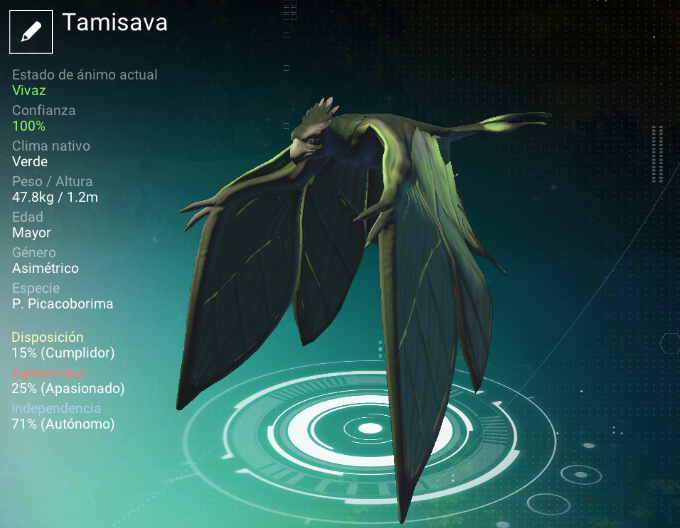 Tamisava
Estado de ánimo actual
Vivaz
Confianza
100%
Clima nativo
Verde
Peso / Altura
47.8kg / 1.2m
Edad
Mayor
Género
Asimétrico
Especie
P. Picacoborima
Disposición
15% (Cumplidor)
Agresividad
25% (Apasionado)
Independencia
71% (Autónomo)